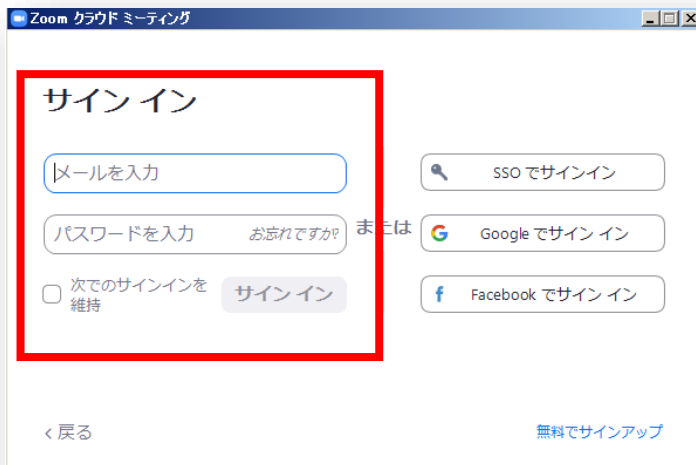 Zoom クラウド ミーティング
サイン イン
メールを入力
パスワードを入力 お忘れですか?
または
次でのサインインを
維持
サイン イン
SSO でサインイン
Google でサイン イン
Facebook でサイン イン
戻る
無料でサインアップ